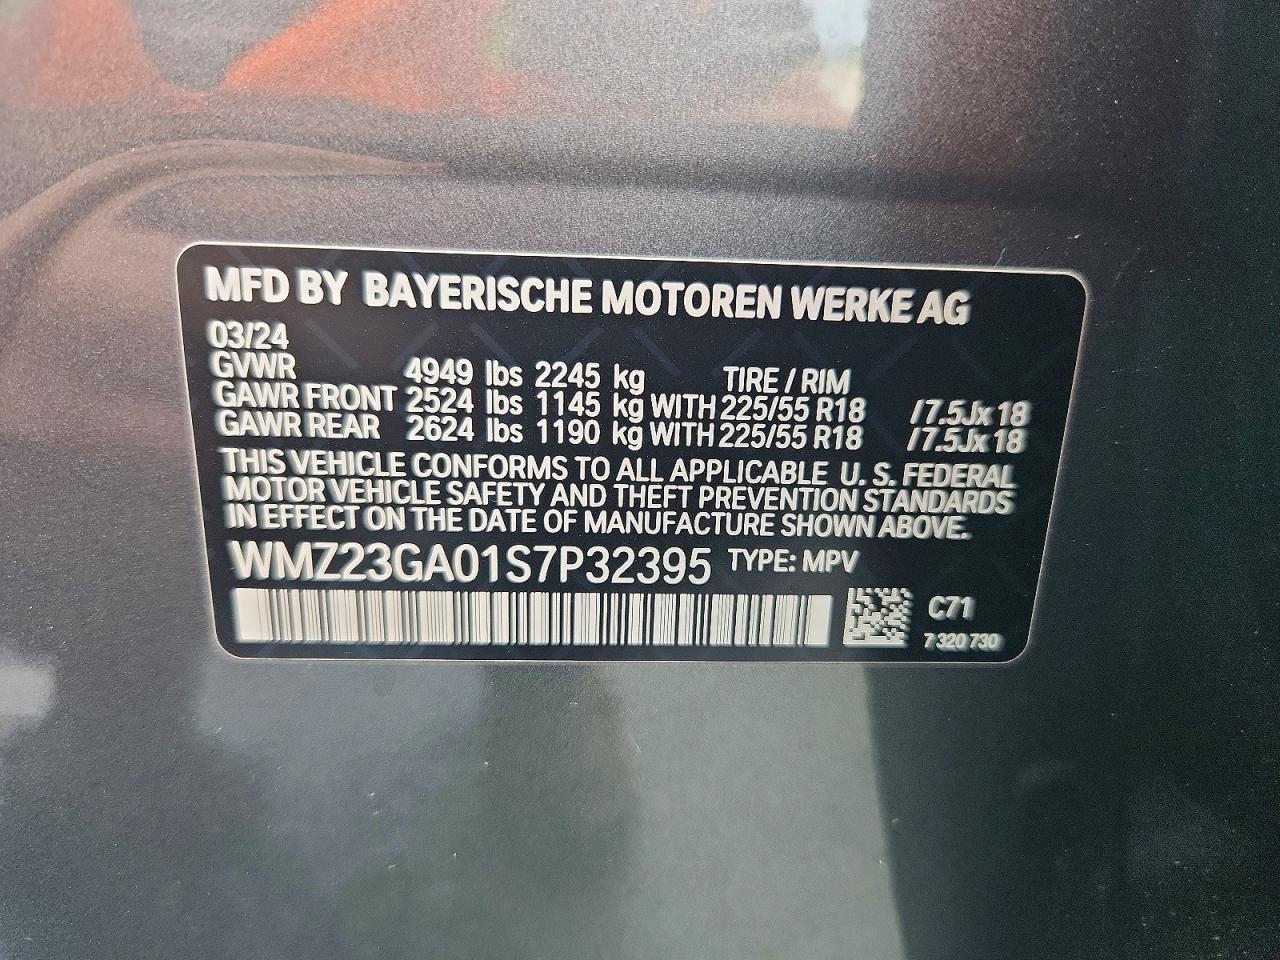 MFD BY BAYERISCHE MOTOREN WERKE AG
03/24
GVWR 4949 lbs 2245 kg TIRE / RIM
GAWR FRONT 2524 lbs 1145 kg WITH 225/55 R18 /7.5Jx18
GAWR REAR 2624 lbs 1190 kg WITH 225/55 R18 /7.5Jx18
THIS VEHICLE CONFORMS TO ALL APPLICABLE U. S. FEDERAL
MOTOR VEHICLE SAFETY AND THEFT PREVENTION STANDARDS
IN EFFECT ON THE DATE OF MANUFACTURE SHOWN ABOVE.
WMZ23GA01S7P32395 TYPE: MPV
C71
7 320 730